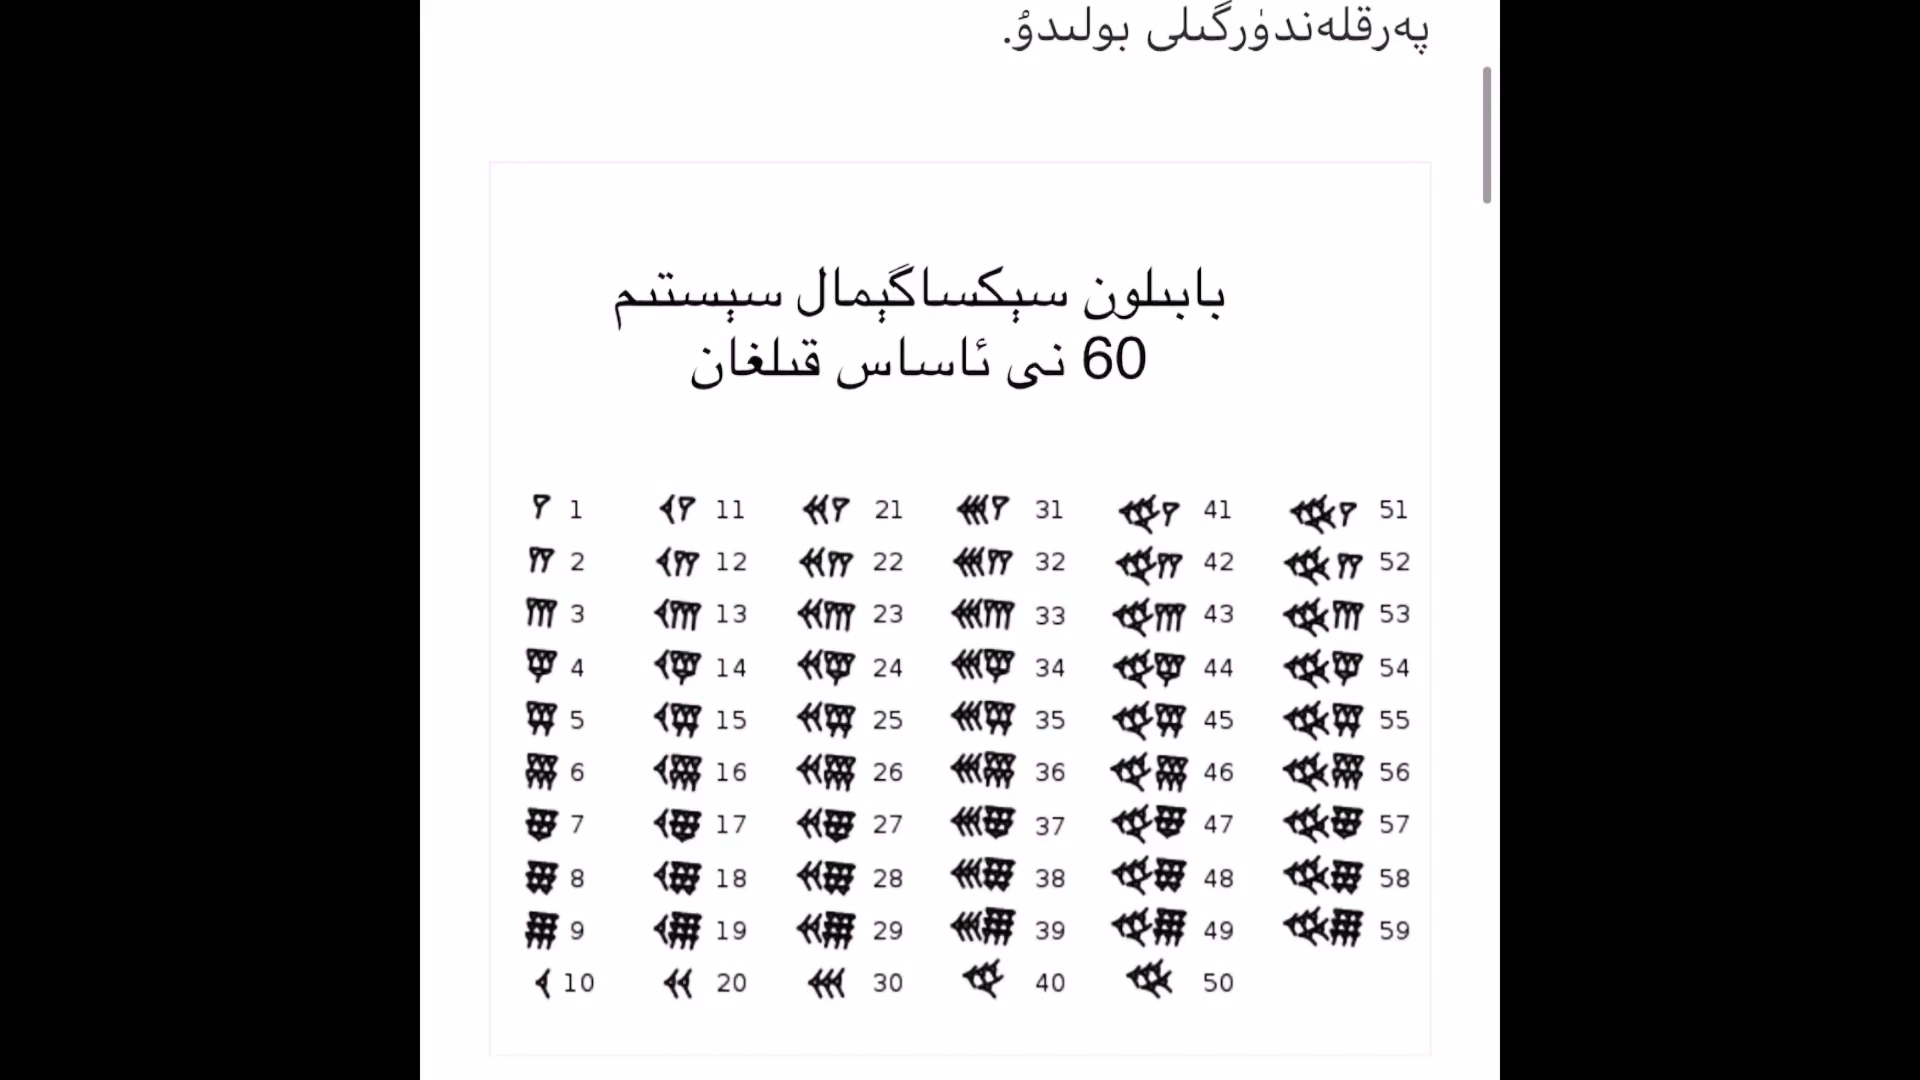 پەرقلەندۈرگىلى بولىدۇ.
بابىلون سېكساگېمال سېستىم
60 نى ئاساس قىلغان
1 11 21 31 41 51
2 12 22 32 42 52
3 13 23 33 43 53
4 14 24 34 44 54
5 15 25 35 45 55
6 16 26 36 46 56
7 17 27 37 47 57
8 18 28 38 48 58
9 19 29 39 49 59
10 20 30 40 50